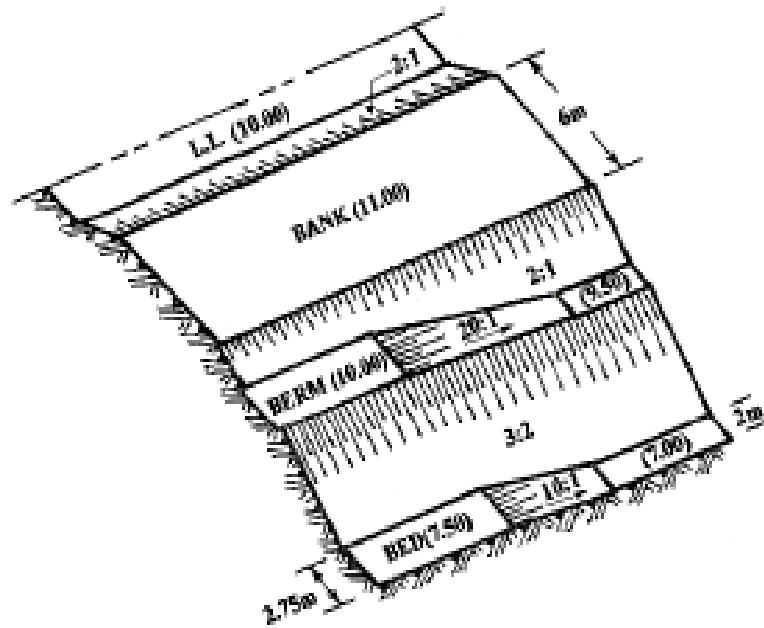 2:1
L.L. (10.00)
6m
BANK (11.00)
2:1
(9.50)
20:1
BERM (10.00)
3:2
2m
(7.00)
10:1
BED(7.50)
2.75m